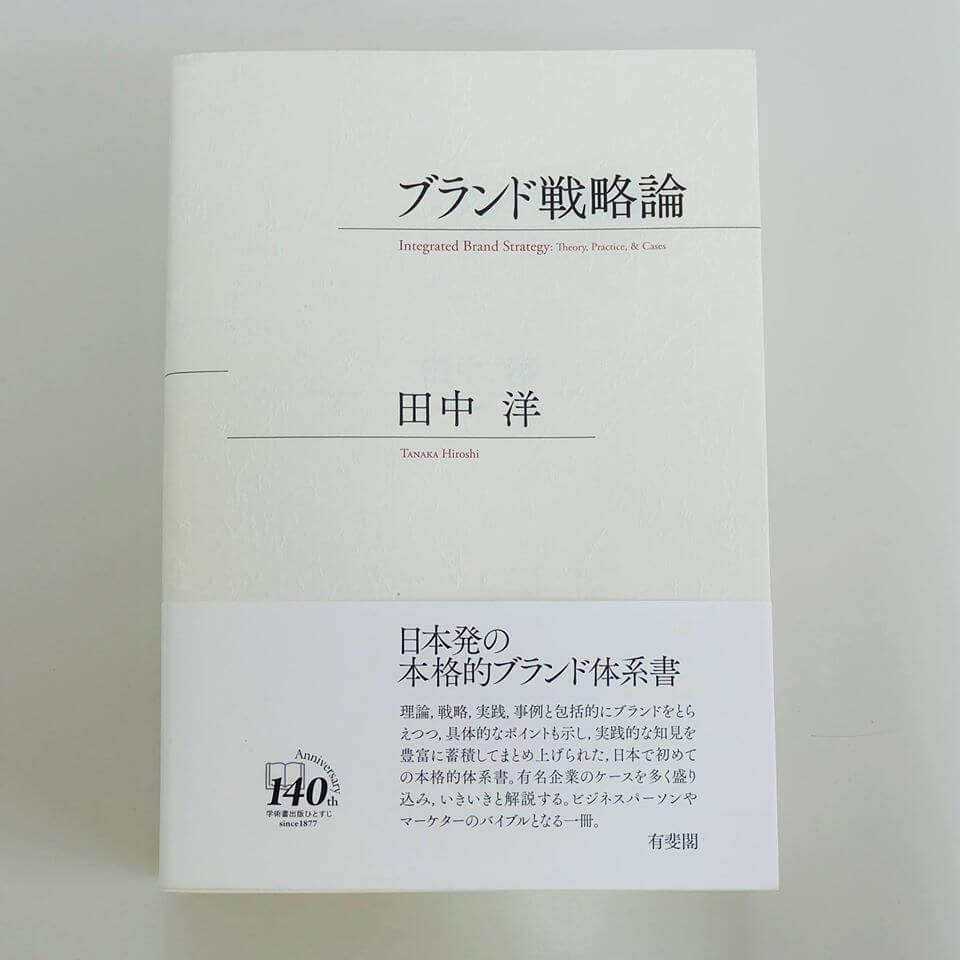 ブランド戦略論
Integrated Brand Strategy: Theory, Practice, & Cases
田中 洋
TANAKA Hiroshi
日本発の
本格的ブランド体系書
理論，戦略，実践，事例と包括的にブランドをとら
えつつ，具体的なポイントも示し，実践的な知見を
豊富に蓄積してまとめ上げられた，日本で初めて
の本格的体系書。有名企業のケースを多く盛り
込み，いきいきと解説する。ビジネスパーソンや
マーケターのバイブルとなる一冊。
有斐閣
Anniversary
140th
学術書出版ひとすじ
since1877